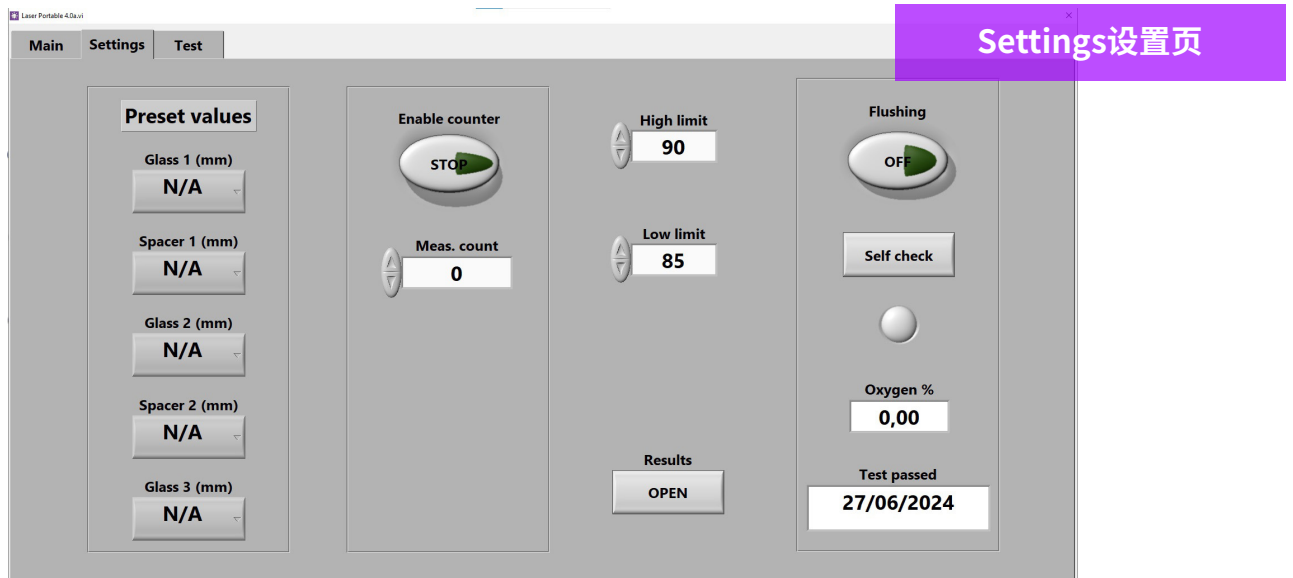 Laser Portable 4.0a.vi
Settings设置页
Main
Settings
Test
Preset values
Glass 1 (mm)
N/A
Spacer 1 (mm)
N/A
Glass 2 (mm)
N/A
Spacer 2 (mm)
N/A
Glass 3 (mm)
N/A
Enable counter
STOP
Meas. count
0
High limit
90
Low limit
85
Results
OPEN
Flushing
OFF
Self check
Oxygen %
0,00
Test passed
27/06/2024